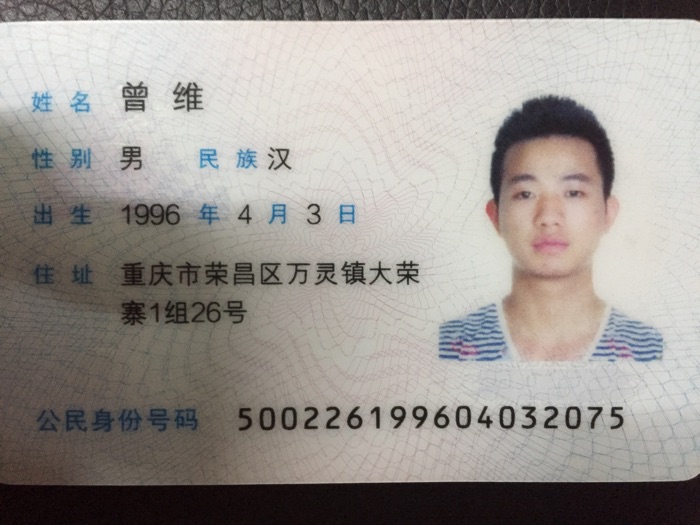 姓名 曾维
性别 男 民族 汉
出生 1996 年 4 月 3 日
住址 重庆市荣昌区万灵镇大荣
寨1组26号
公民身份号码 500226199604032075